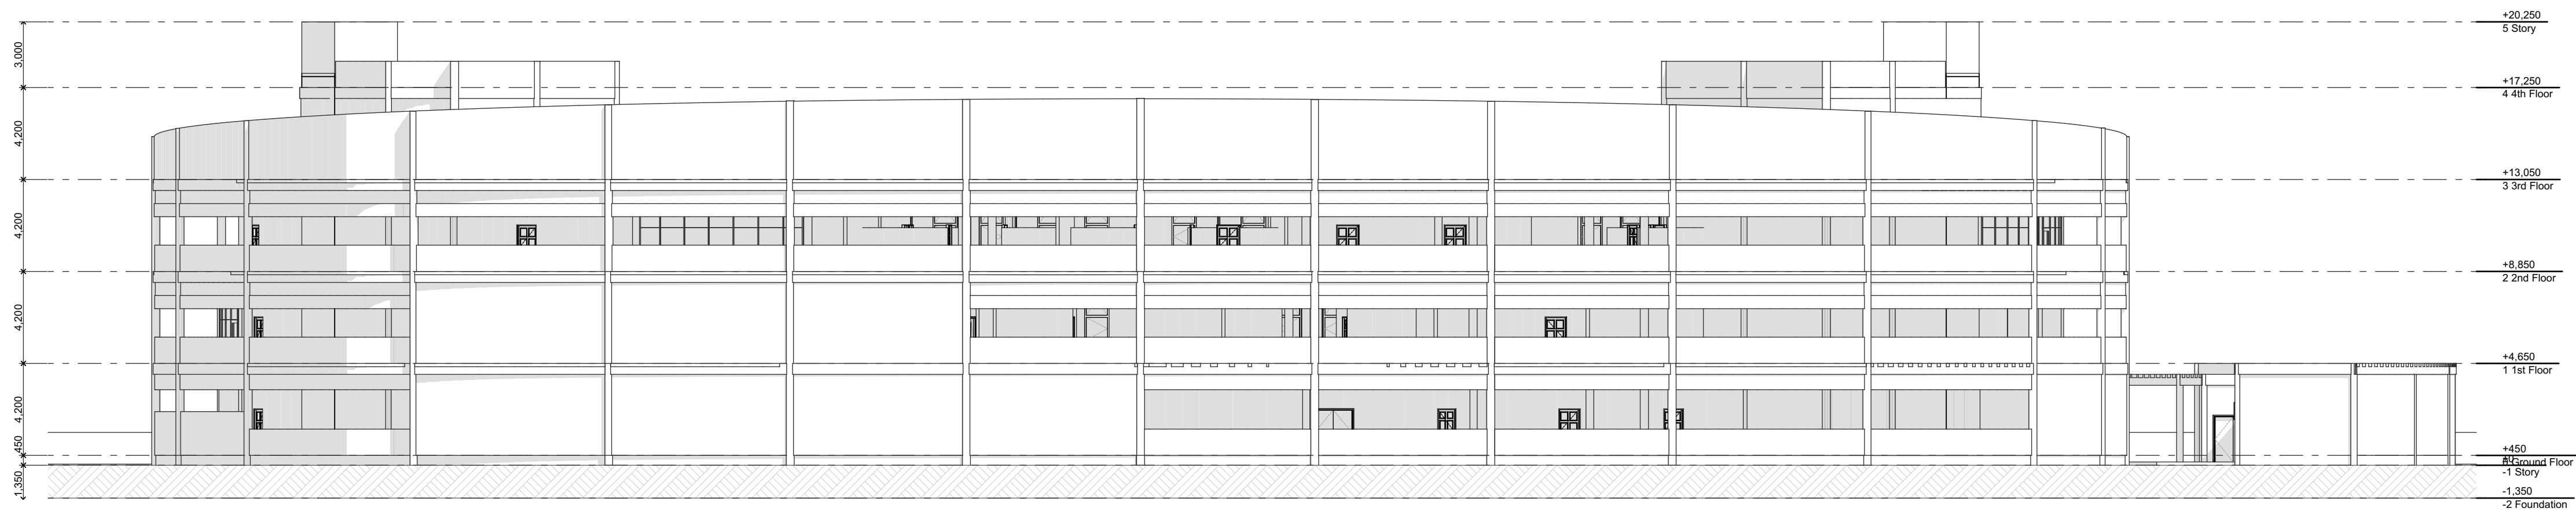 +20,250
5 Story
3,000
+17,250
4 4th Floor
4,200
+13,050
3 3rd Floor
4,200
+8,850
2 2nd Floor
4,200
+4,650
1 1st Floor
4,200
450
+450
±0
0 Ground Floor
-1 Story
1,350
-1,350
-2 Foundation